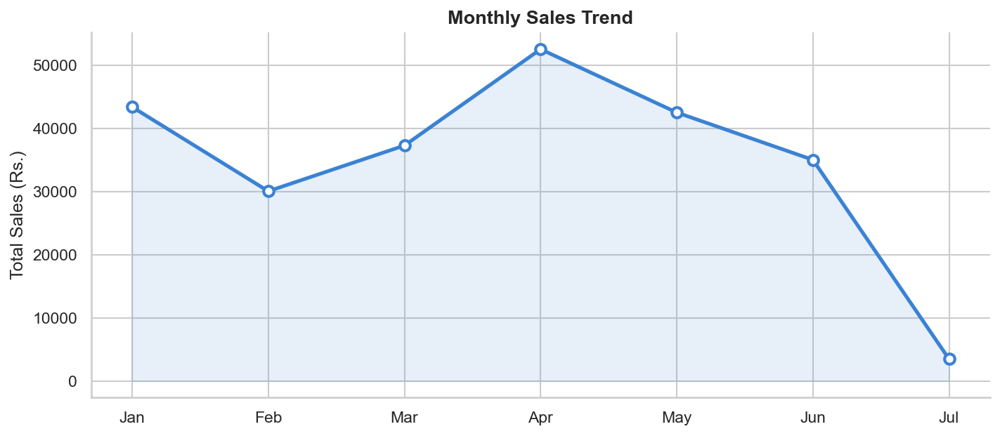 Monthly Sales Trend
Total Sales (Rs.)
50000
40000
30000
20000
10000
0
Jan Feb Mar Apr May Jun Jul